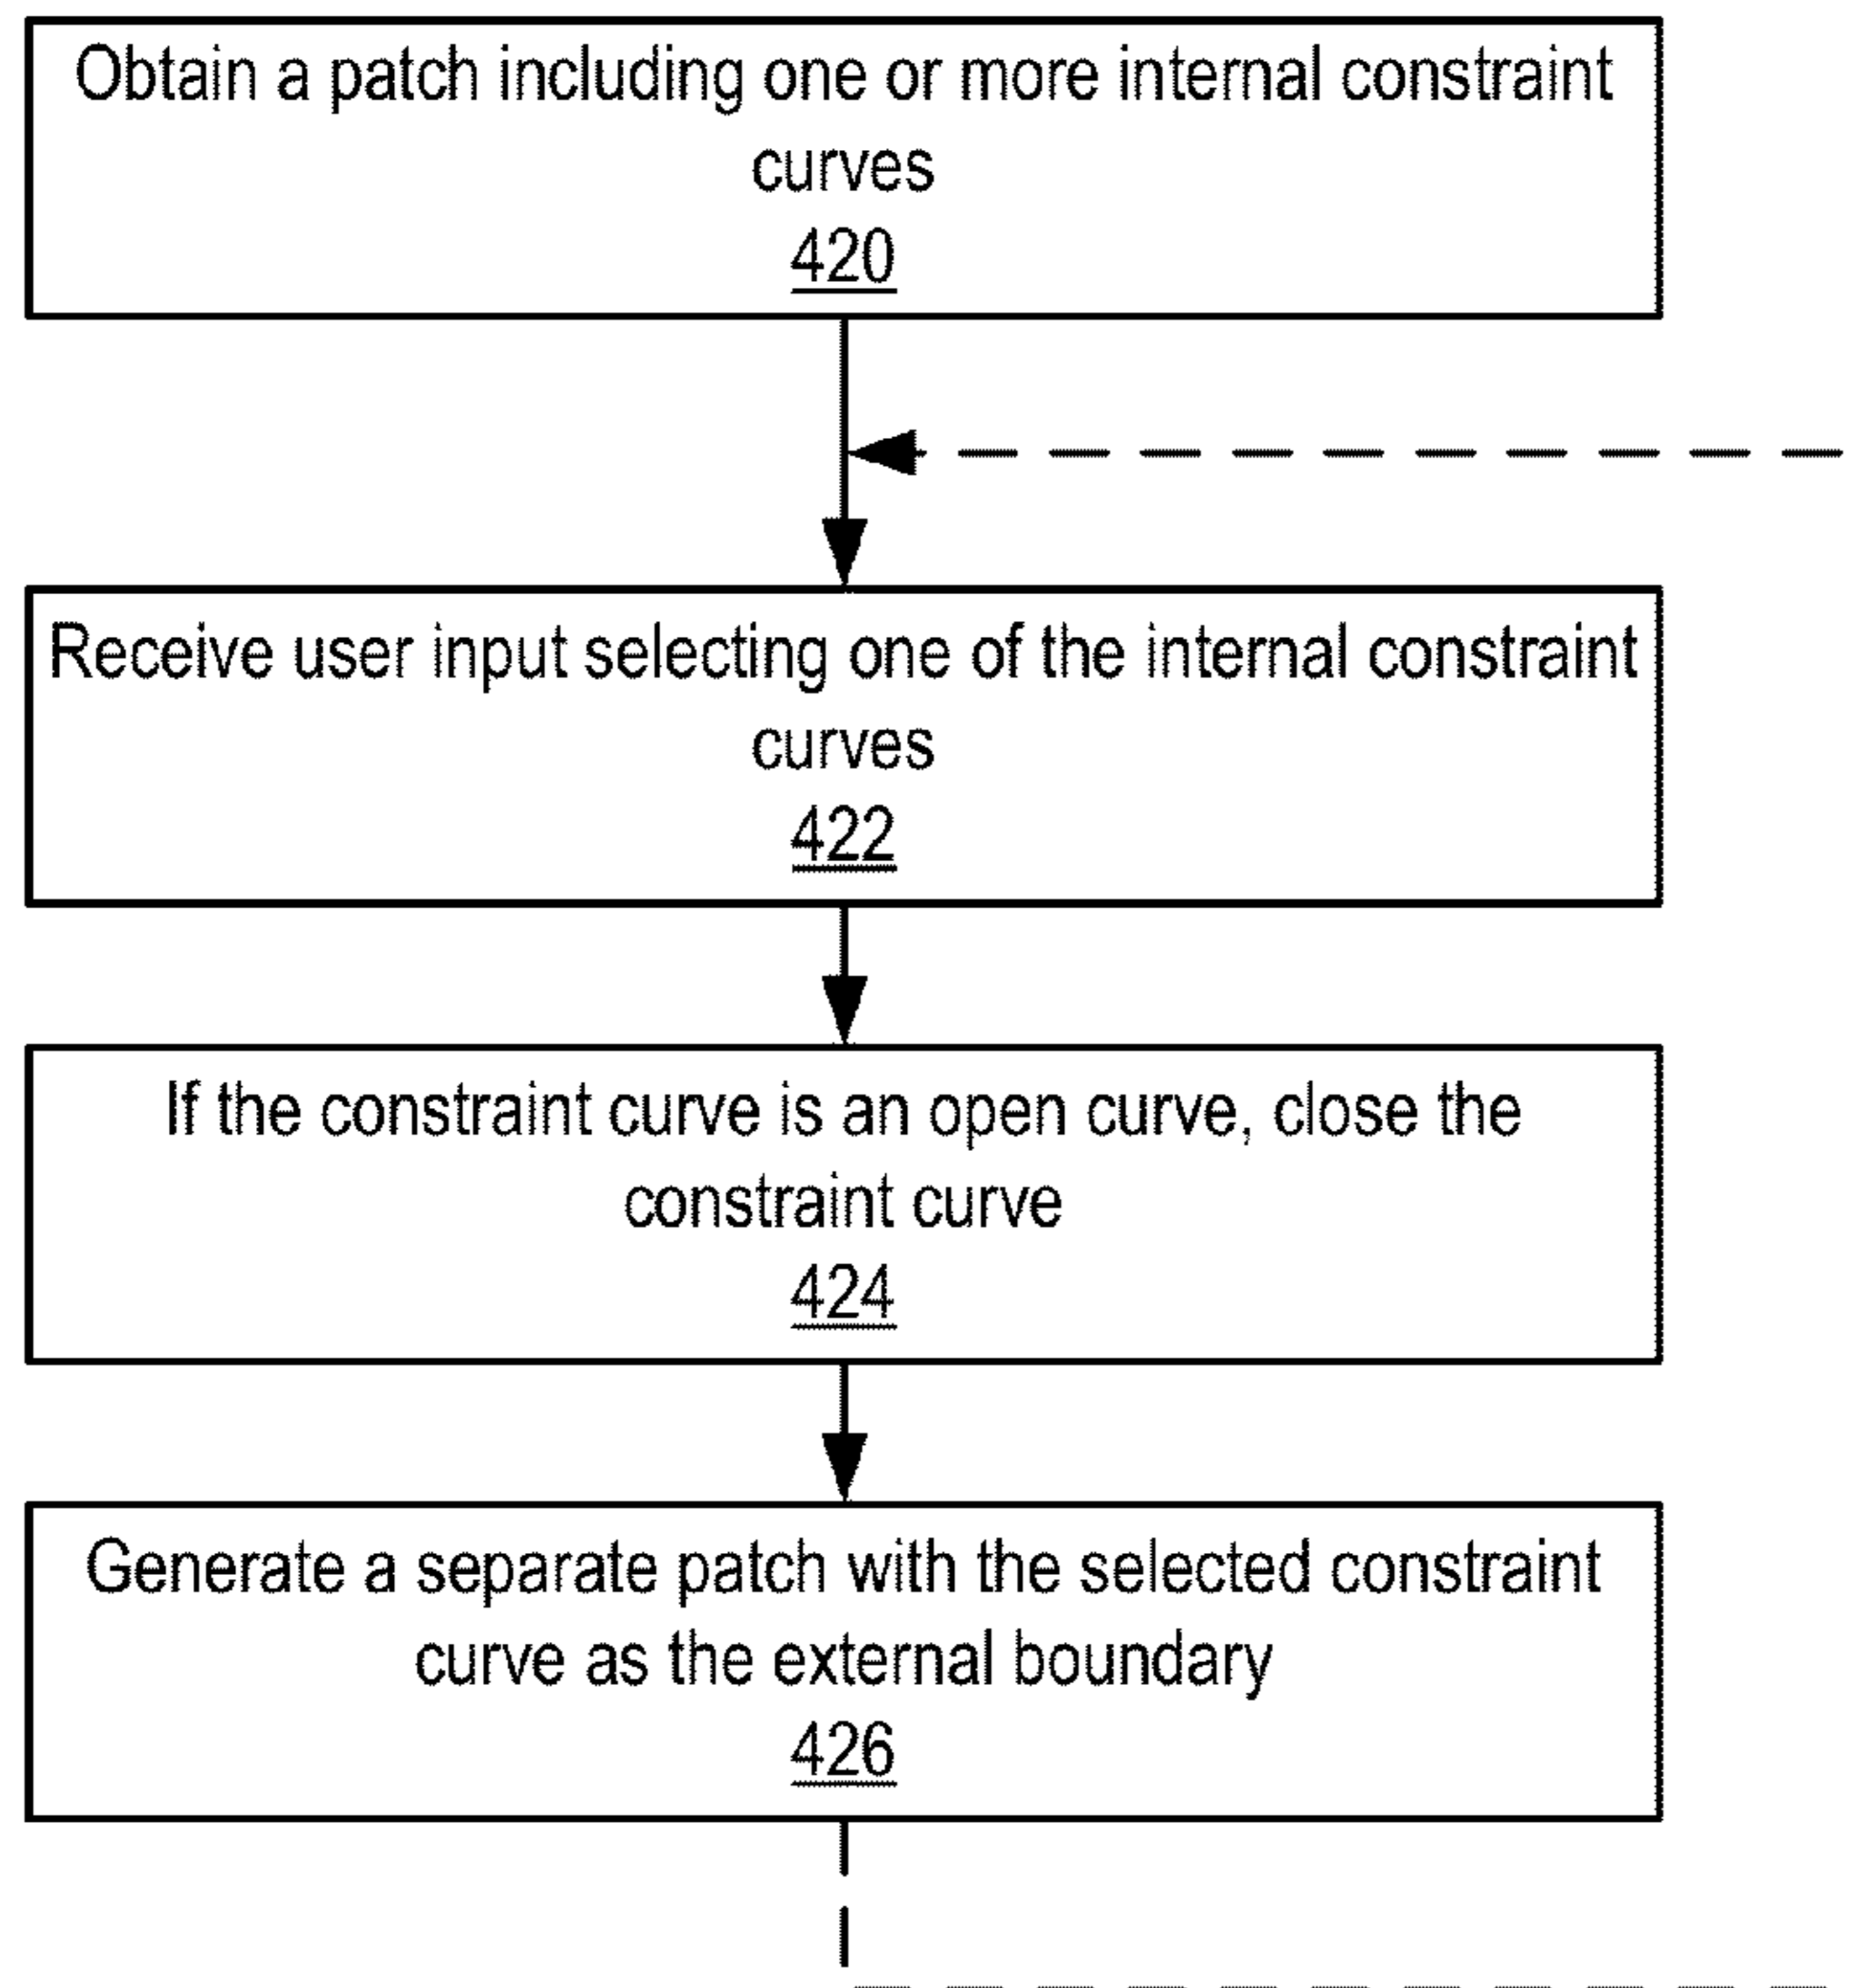 Obtain a patch including one or more internal constraint
curves
420
Receive user input selecting one of the internal constraint
curves
422
If the constraint curve is an open curve, close the
constraint curve
424
Generate a separate patch with the selected constraint
curve as the external boundary
426